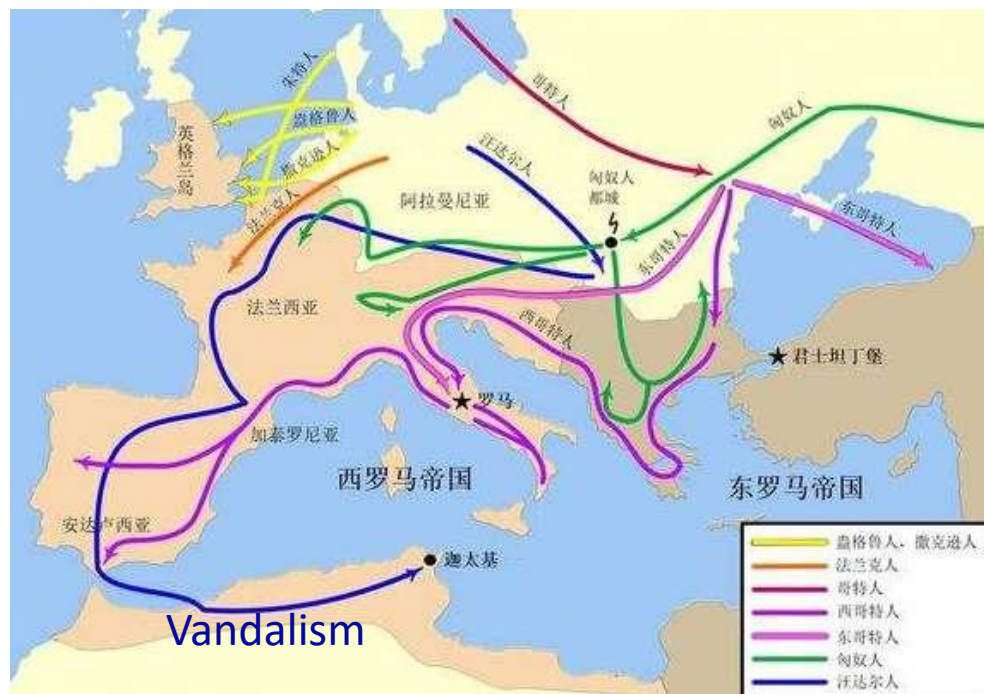 朱特人
盎格鲁人
撒克逊人
英格兰岛
法兰克人
哥特人
匈奴人
汪达尔人
匈奴人
都城
阿拉曼尼亚
东哥特人
东哥特人
法兰西亚
西哥特人
君士坦丁堡
罗马
加泰罗尼亚
西罗马帝国
东罗马帝国
安达卢西亚
迦太基
Vandalism
盎格鲁人、撒克逊人
法兰克人
哥特人
西哥特人
东哥特人
匈奴人
汪达尔人